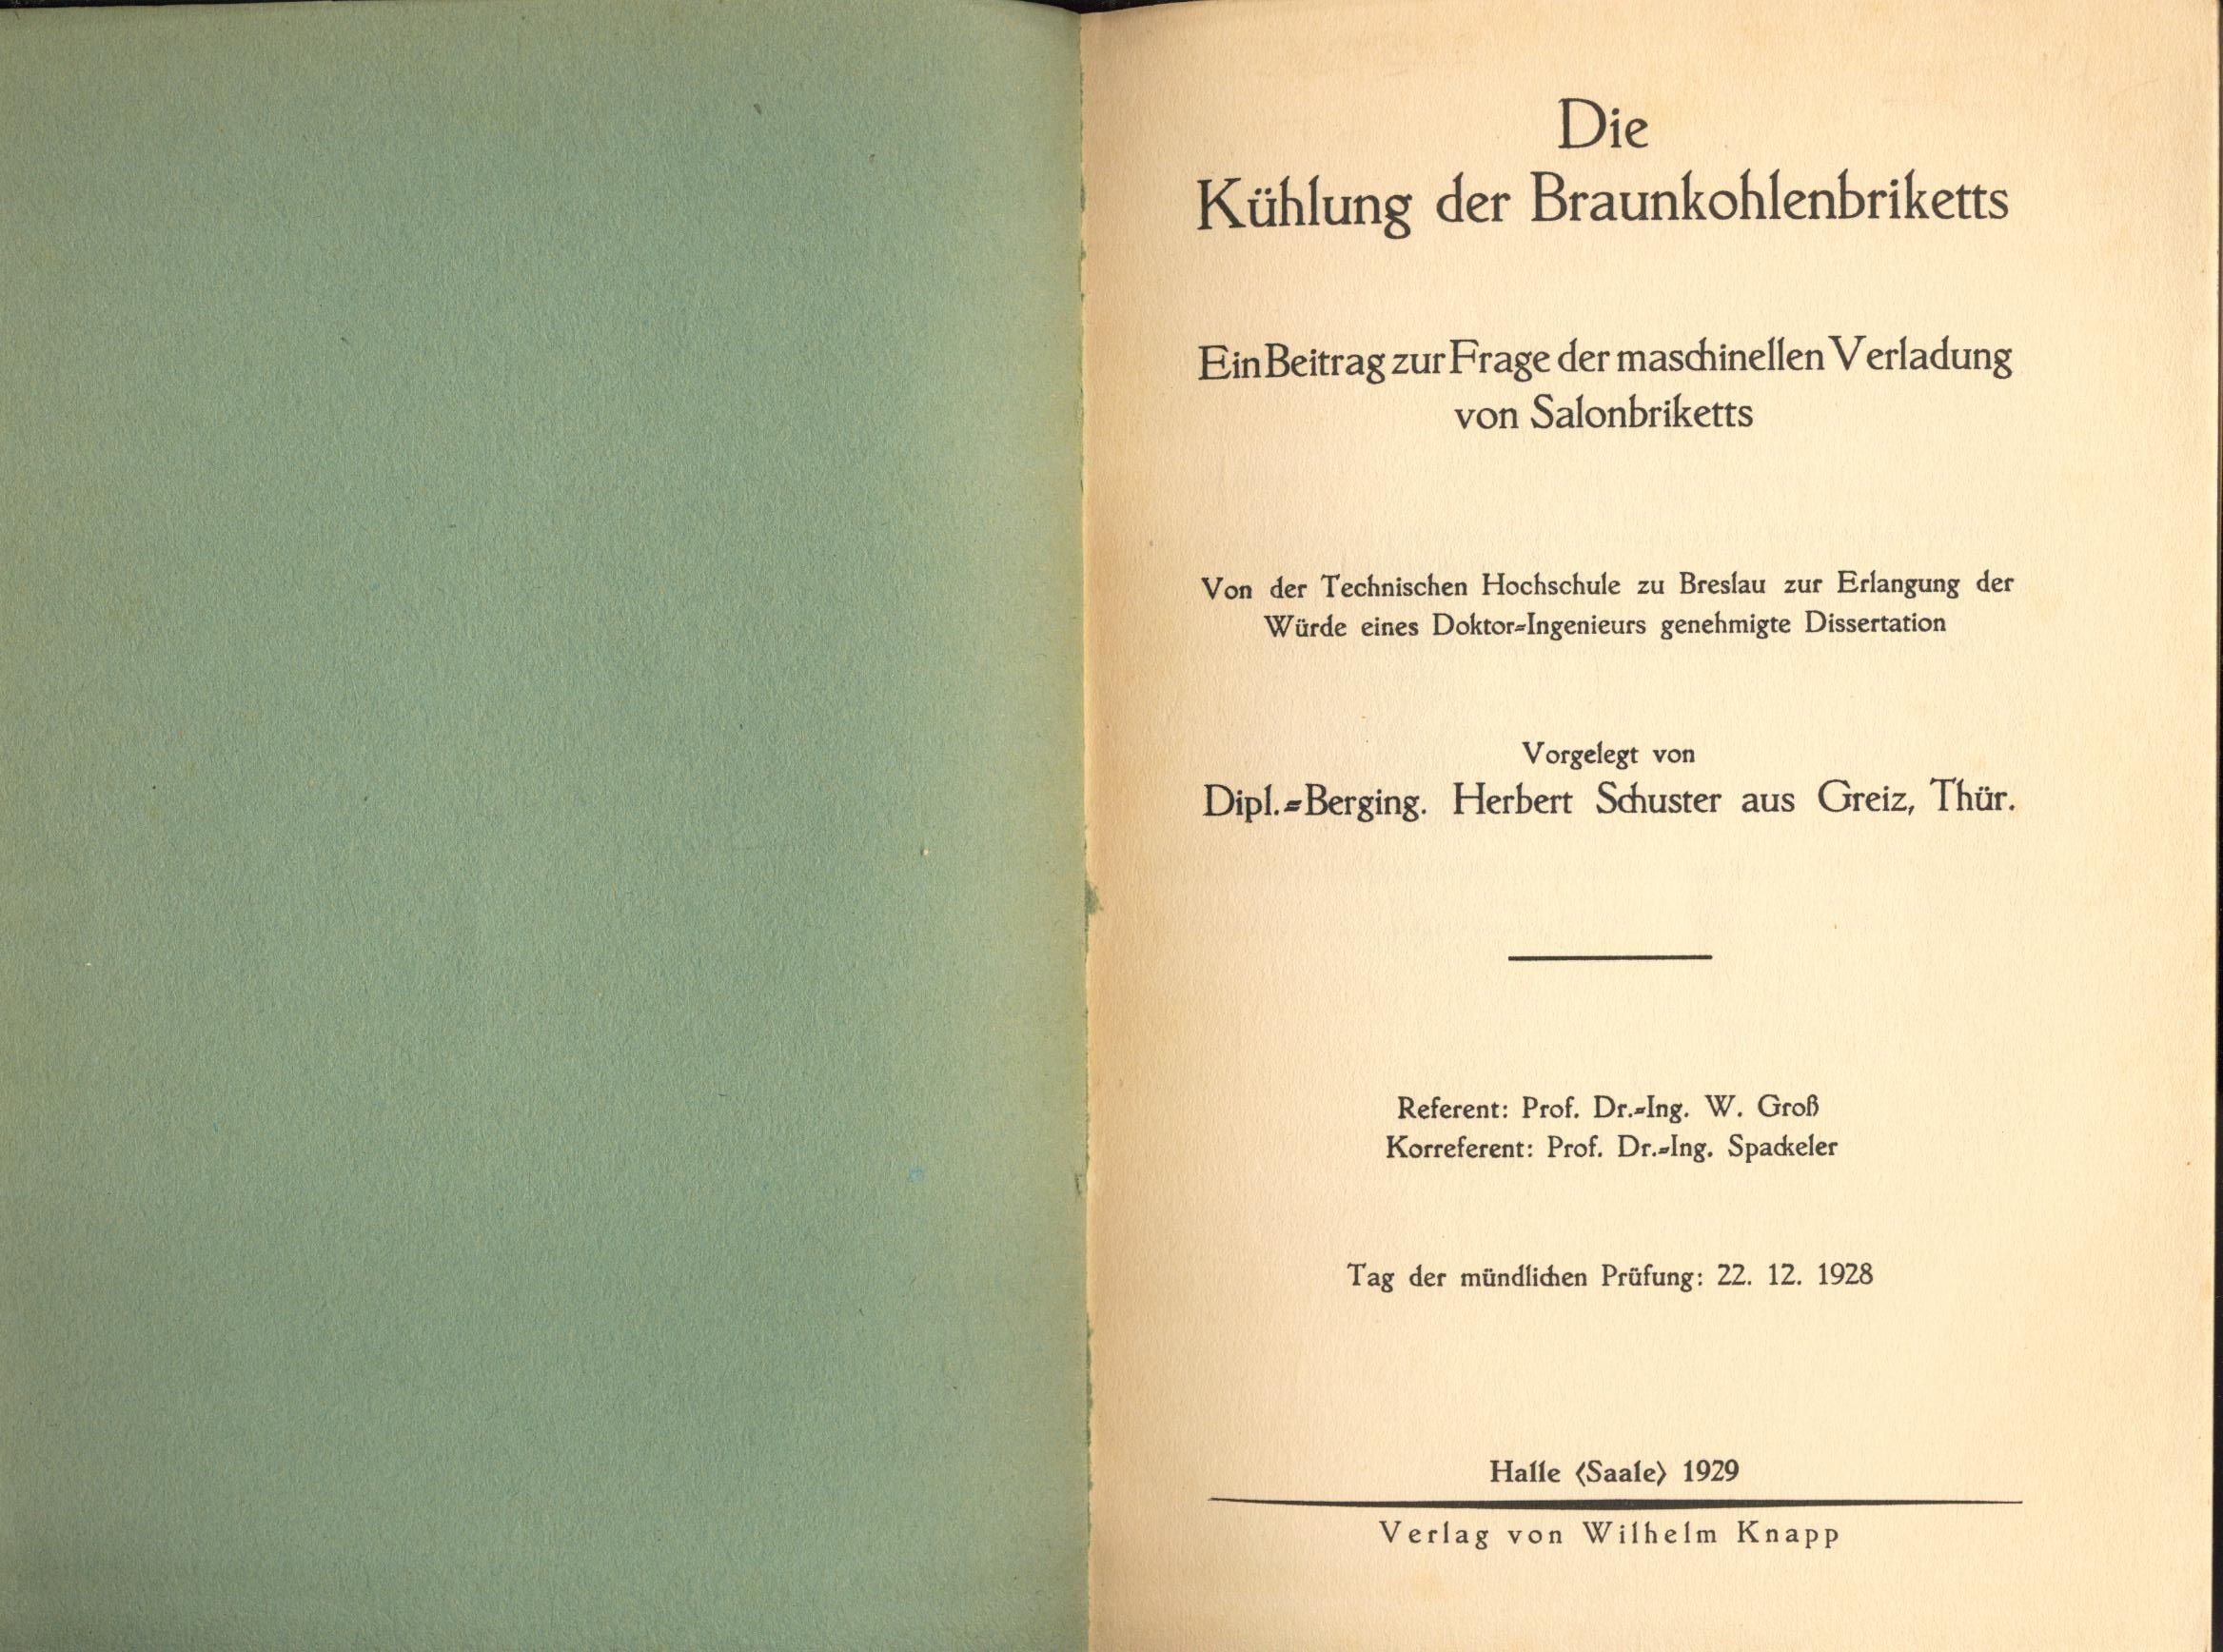 Die
Kühlung der Braunkohlenbriketts
Ein Beitrag zur Frage der maschinellen Verladung
von Salonbriketts
Von der Technischen Hochschule zu Breslau zur Erlangung der
Würde eines Doktor-Ingenieurs genehmigte Dissertation
Vorgelegt von
Dipl.-Berging. Herbert Schuster aus Greiz, Thür.
Referent: Prof. Dr.-Ing. W. Groß
Korreferent: Prof. Dr.-Ing. Spackeler
Tag der mündlichen Prüfung: 22. 12. 1928
Halle ⟨Saale⟩ 1929
Verlag von Wilhelm Knapp